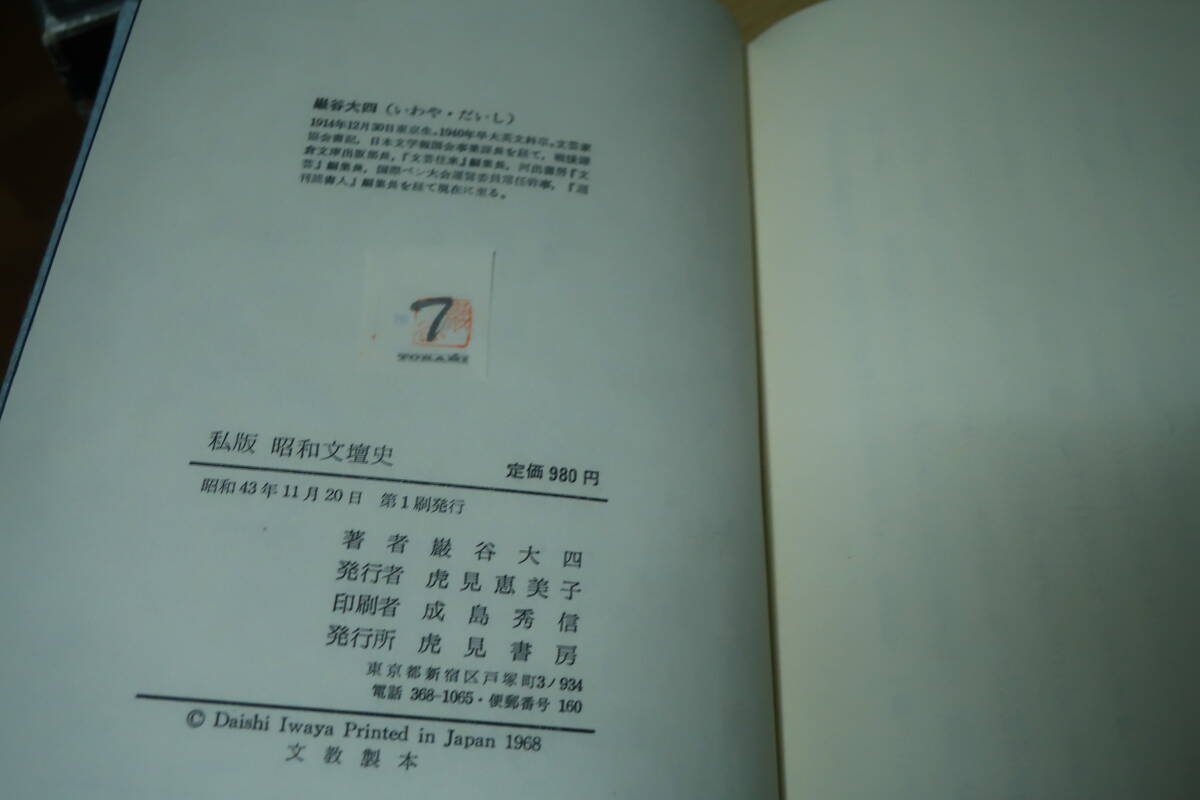 巌谷大四（いわや・だいし）
1914年12月30日東京生。1940年早大英文科卒。文芸家
協会書記，日本文学報国会事業課長を経て，戦後鎌
倉文庫出版部長，『文芸往来』編集長，河出書房『文
芸』編集長，国際ペン大会運営委員常任幹事，『週
刊読書人』編集長を経て現在に至る。
7
TORAMI
私版 昭和文壇史
定価 980 円
昭和 43 年 11 月 20 日 第 1 刷発行
著者 巌谷大四
発行者 虎見恵美子
印刷者 成島秀信
発行所 虎見書房
東京都新宿区戸塚町3ノ934
電話 368-1065・便郵番号 160
© Daishi Iwaya Printed in Japan 1968
文教製本